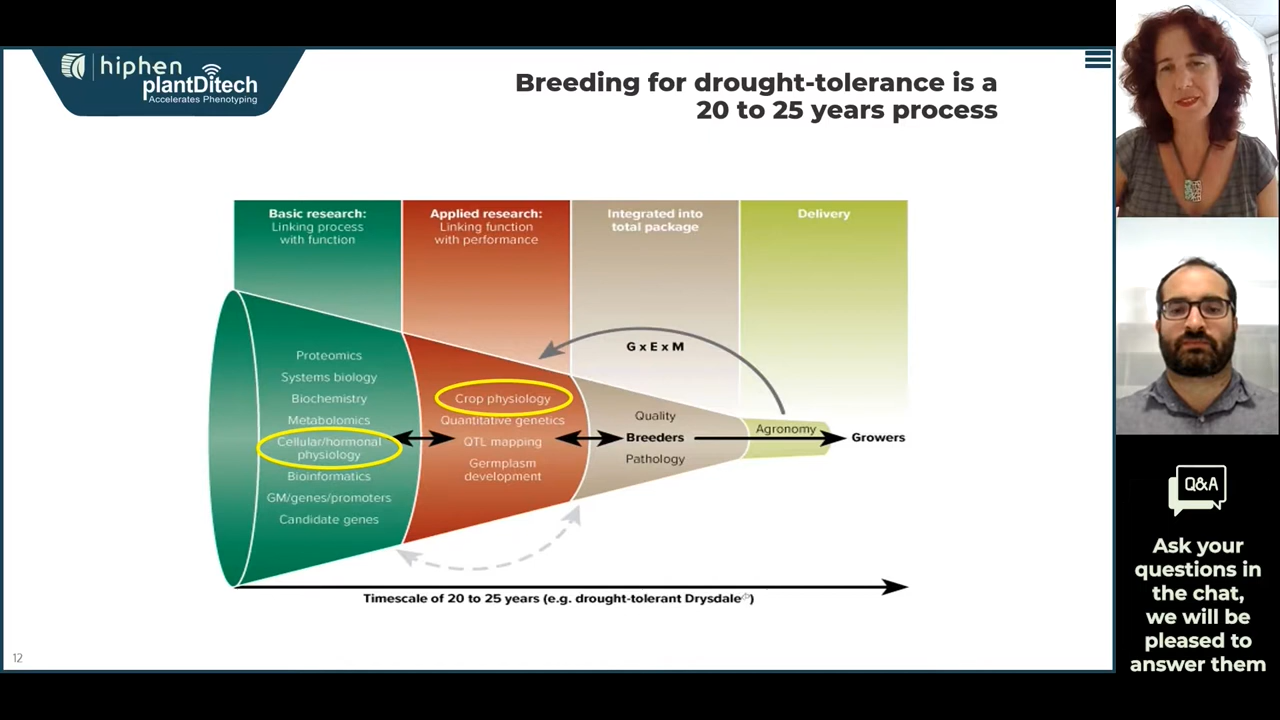 hiphen
plantDitech
Accelerates Phenotyping
Breeding for drought-tolerance is a
20 to 25 years process
Basic research:
Linking process
with function
Applied research:
Linking function
with performance
Integrated into
total package
Delivery
G x E x M
Proteomics
Systems biology
Biochemistry
Metabolomics
Cellular/hormonal
physiology
Bioinformatics
GM/genes/promoters
Candidate genes
Crop physiology
Quantitative genetics
QTL mapping
Germplasm
development
Quality
Breeders
Pathology
Agronomy
Growers
Timescale of 20 to 25 years (e.g. drought-tolerant Drysdale)
12
Q&A
Ask your
questions in
the chat,
we will be
pleased to
answer them